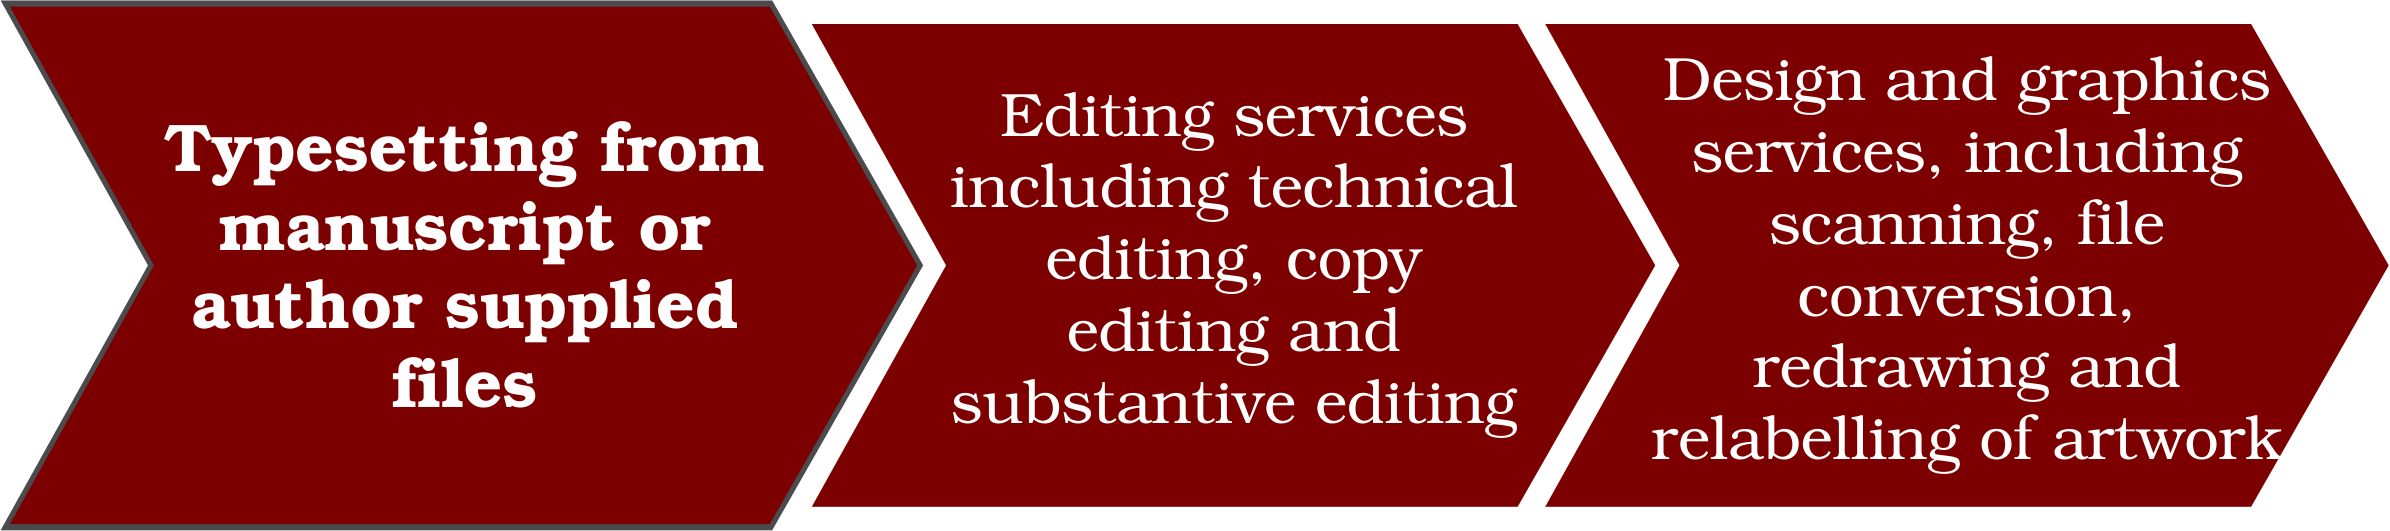 Typesetting from
manuscript or
author supplied
files
Editing services
including technical
editing, copy
editing and
substantive editing
Design and graphics
services, including
scanning, file
conversion,
redrawing and
relabelling of artwork